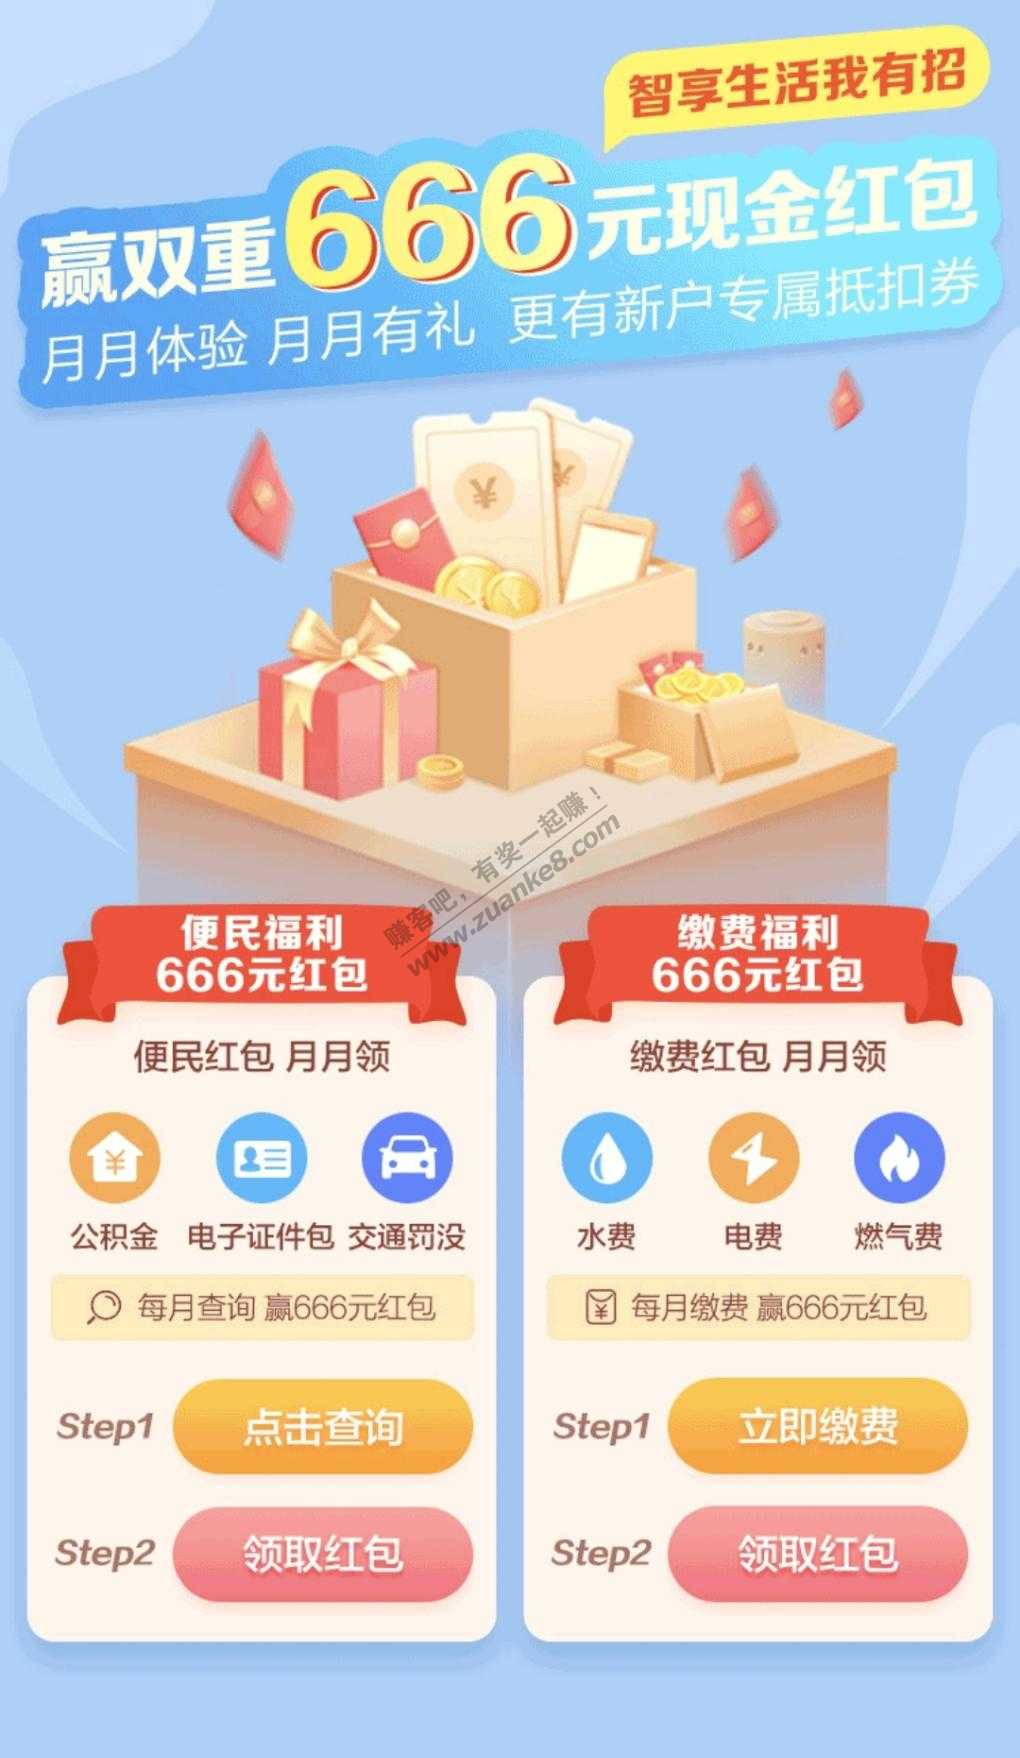 智享生活我有招
赢双重666元现金红包
月月体验 月月有礼 更有新户专属抵扣券
赚客吧，有奖一起赚！
www.zuanke8.com
便民福利
666元红包
便民红包 月月领
公积金 电子证件包 交通罚没
每月查询 赢666元红包
Step1 点击查询
Step2 领取红包
缴费福利
666元红包
缴费红包 月月领
水费 电费 燃气费
每月缴费 赢666元红包
Step1 立即缴费
Step2 领取红包